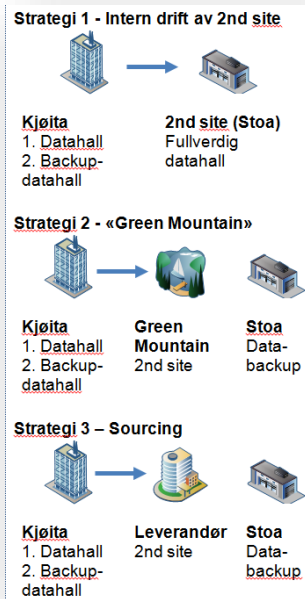 Strategi 1 - Intern drift av 2nd site
Kjøita
1. Datahall
2. Backup-
datahall
2nd site (Stoa)
Fullverdig
datahall
Strategi 2 - «Green Mountain»
Kjøita
1. Datahall
2. Backup-
datahall
Green
Mountain
2nd site
Stoa
Data-
backup
Strategi 3 – Sourcing
Kjøita
1. Datahall
2. Backup-
datahall
Leverandør
2nd site
Stoa
Data-
backup